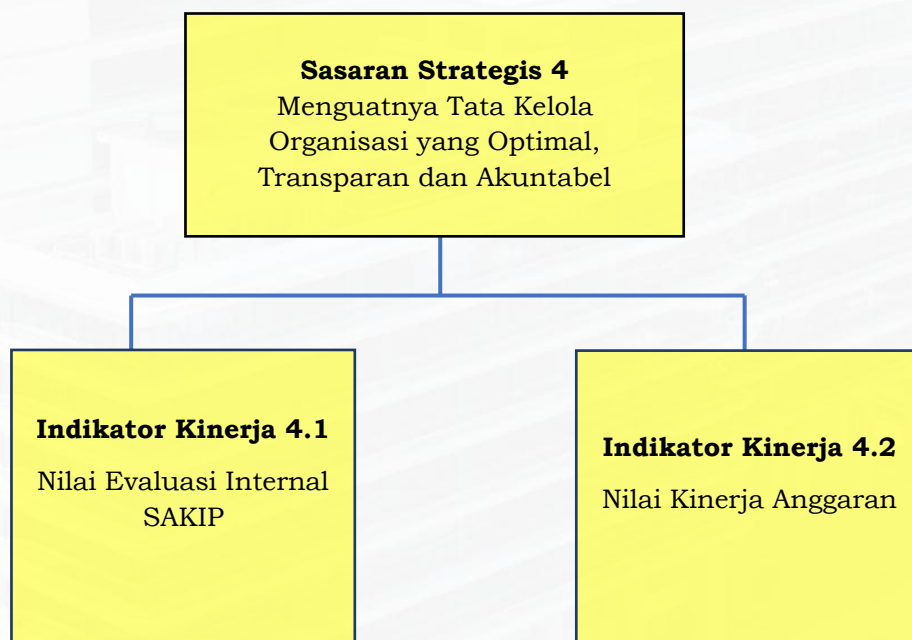 Sasaran Strategis 4
Menguatnya Tata Kelola
Organisasi yang Optimal,
Transparan dan Akuntabel
Indikator Kinerja 4.1
Nilai Evaluasi Internal
SAKIP
Indikator Kinerja 4.2
Nilai Kinerja Anggaran